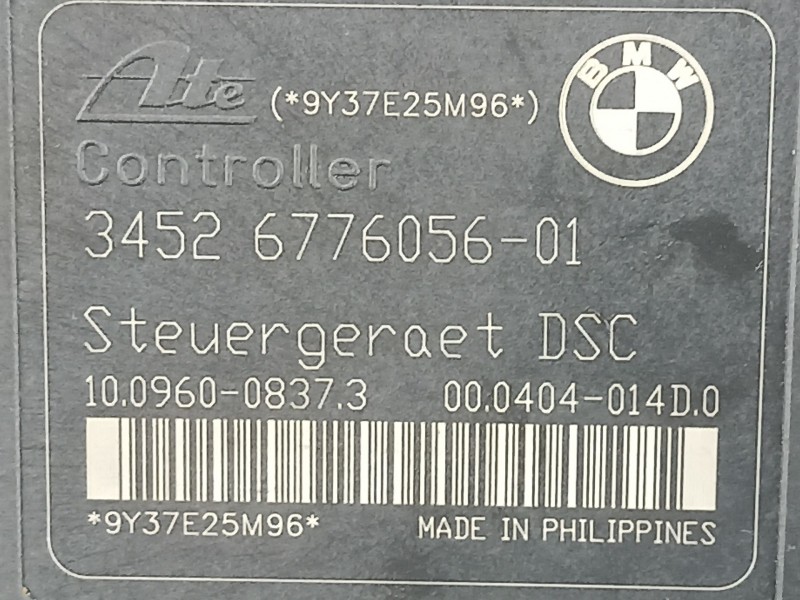 Ate (*9Y37E25M96*) BMW
Controller
3452 6776056-01
Steuergeraet DSC
10.0960-0837.3 00.0404-014D.0
*9Y37E25M96* MADE IN PHILIPPINES